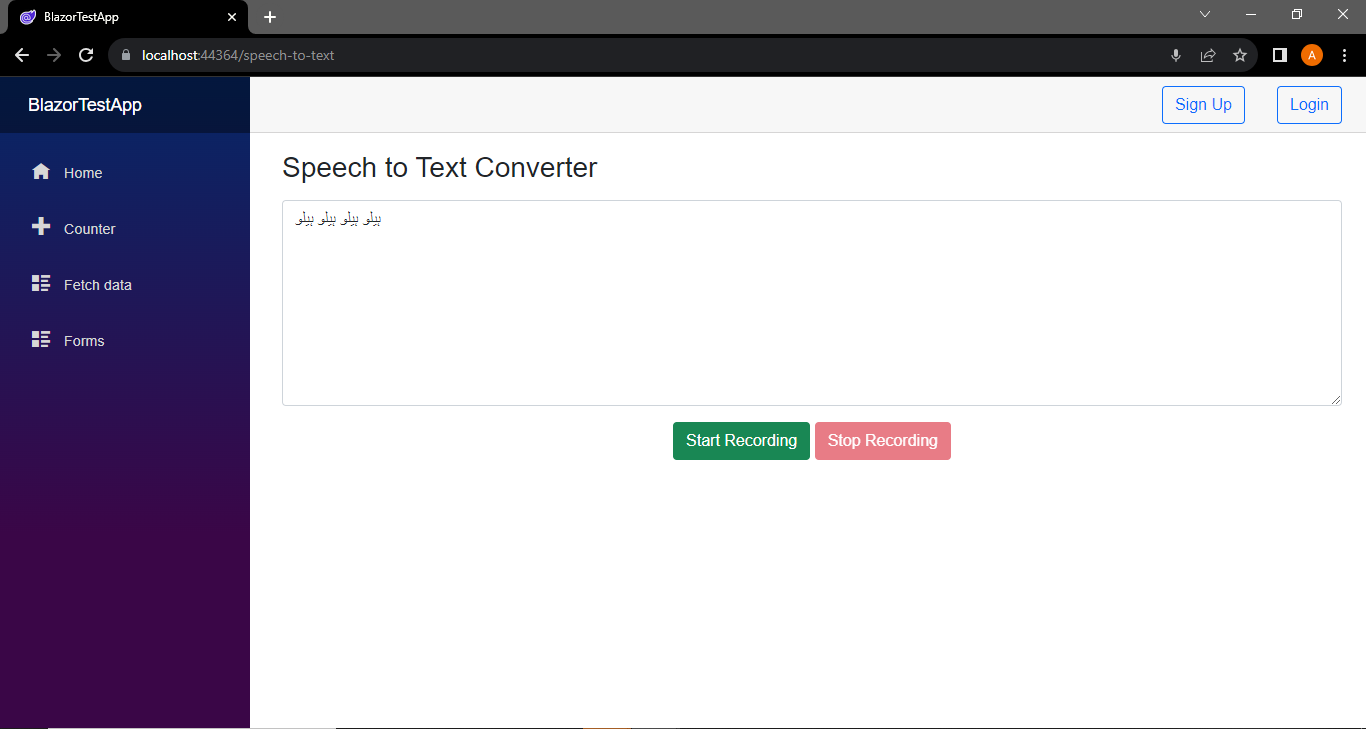 BlazorTestApp
localhost:44364/speech-to-text
A
BlazorTestApp
Sign Up
Login
Home
Counter
Fetch data
Forms
Speech to Text Converter
ہیلو ہیلو ہیلو ہیلو
Start Recording
Stop Recording